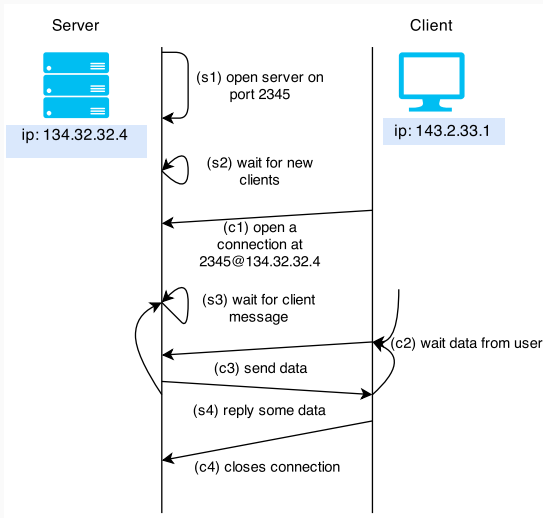 Server
Client
(s1) open server on
port 2345
ip: 134.32.32.4
ip: 143.2.33.1
(s2) wait for new
clients
(c1) open a
connection at
2345@134.32.32.4
(s3) wait for client
message
(c2) wait data from user
(c3) send data
(s4) reply some data
(c4) closes connection